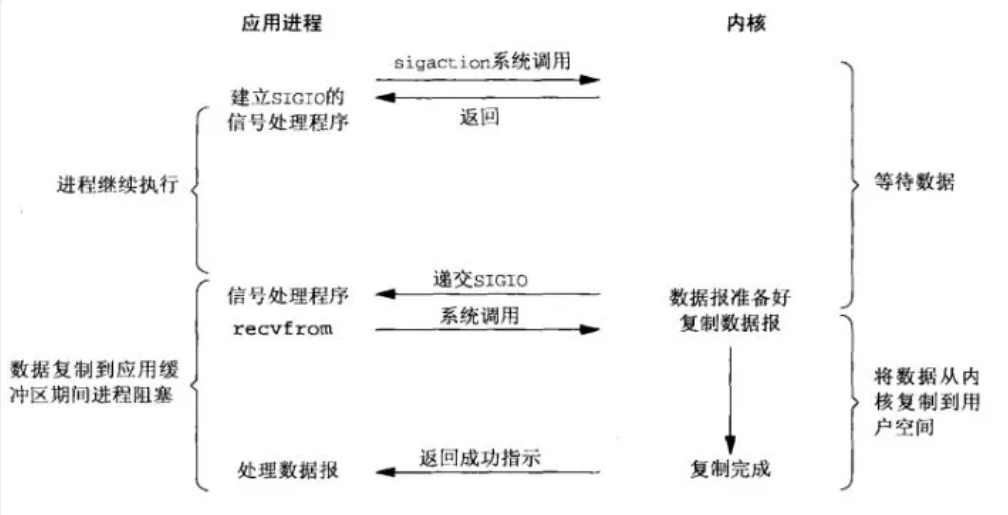 应用进程
内核
sigaction系统调用
建立SIGIO的
信号处理程序
返回
进程继续执行
等待数据
递交SIGIO
信号处理程序
数据报准备好
recvfrom
系统调用
复制数据报
数据复制到应用缓
冲区期间进程阻塞
将数据从内
核复制到用
户空间
返回成功指示
处理数据报
复制完成